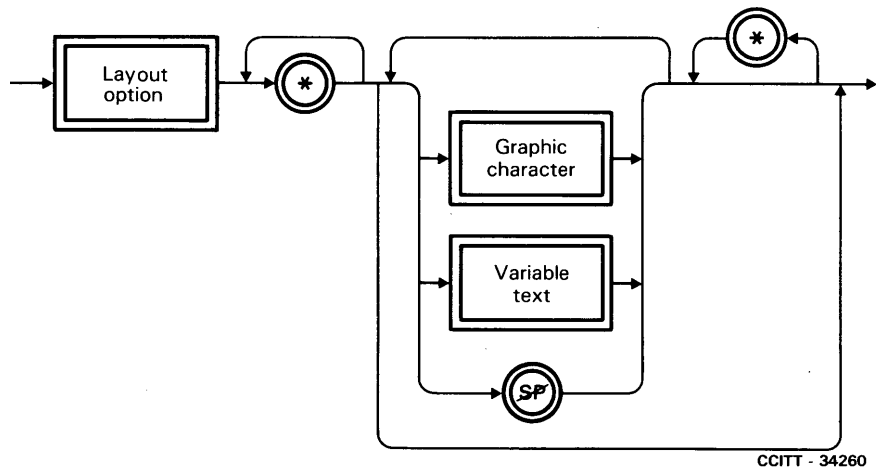 Layout
option
*
*
Graphic
character
Variable
text
SP
CCITT - 34260